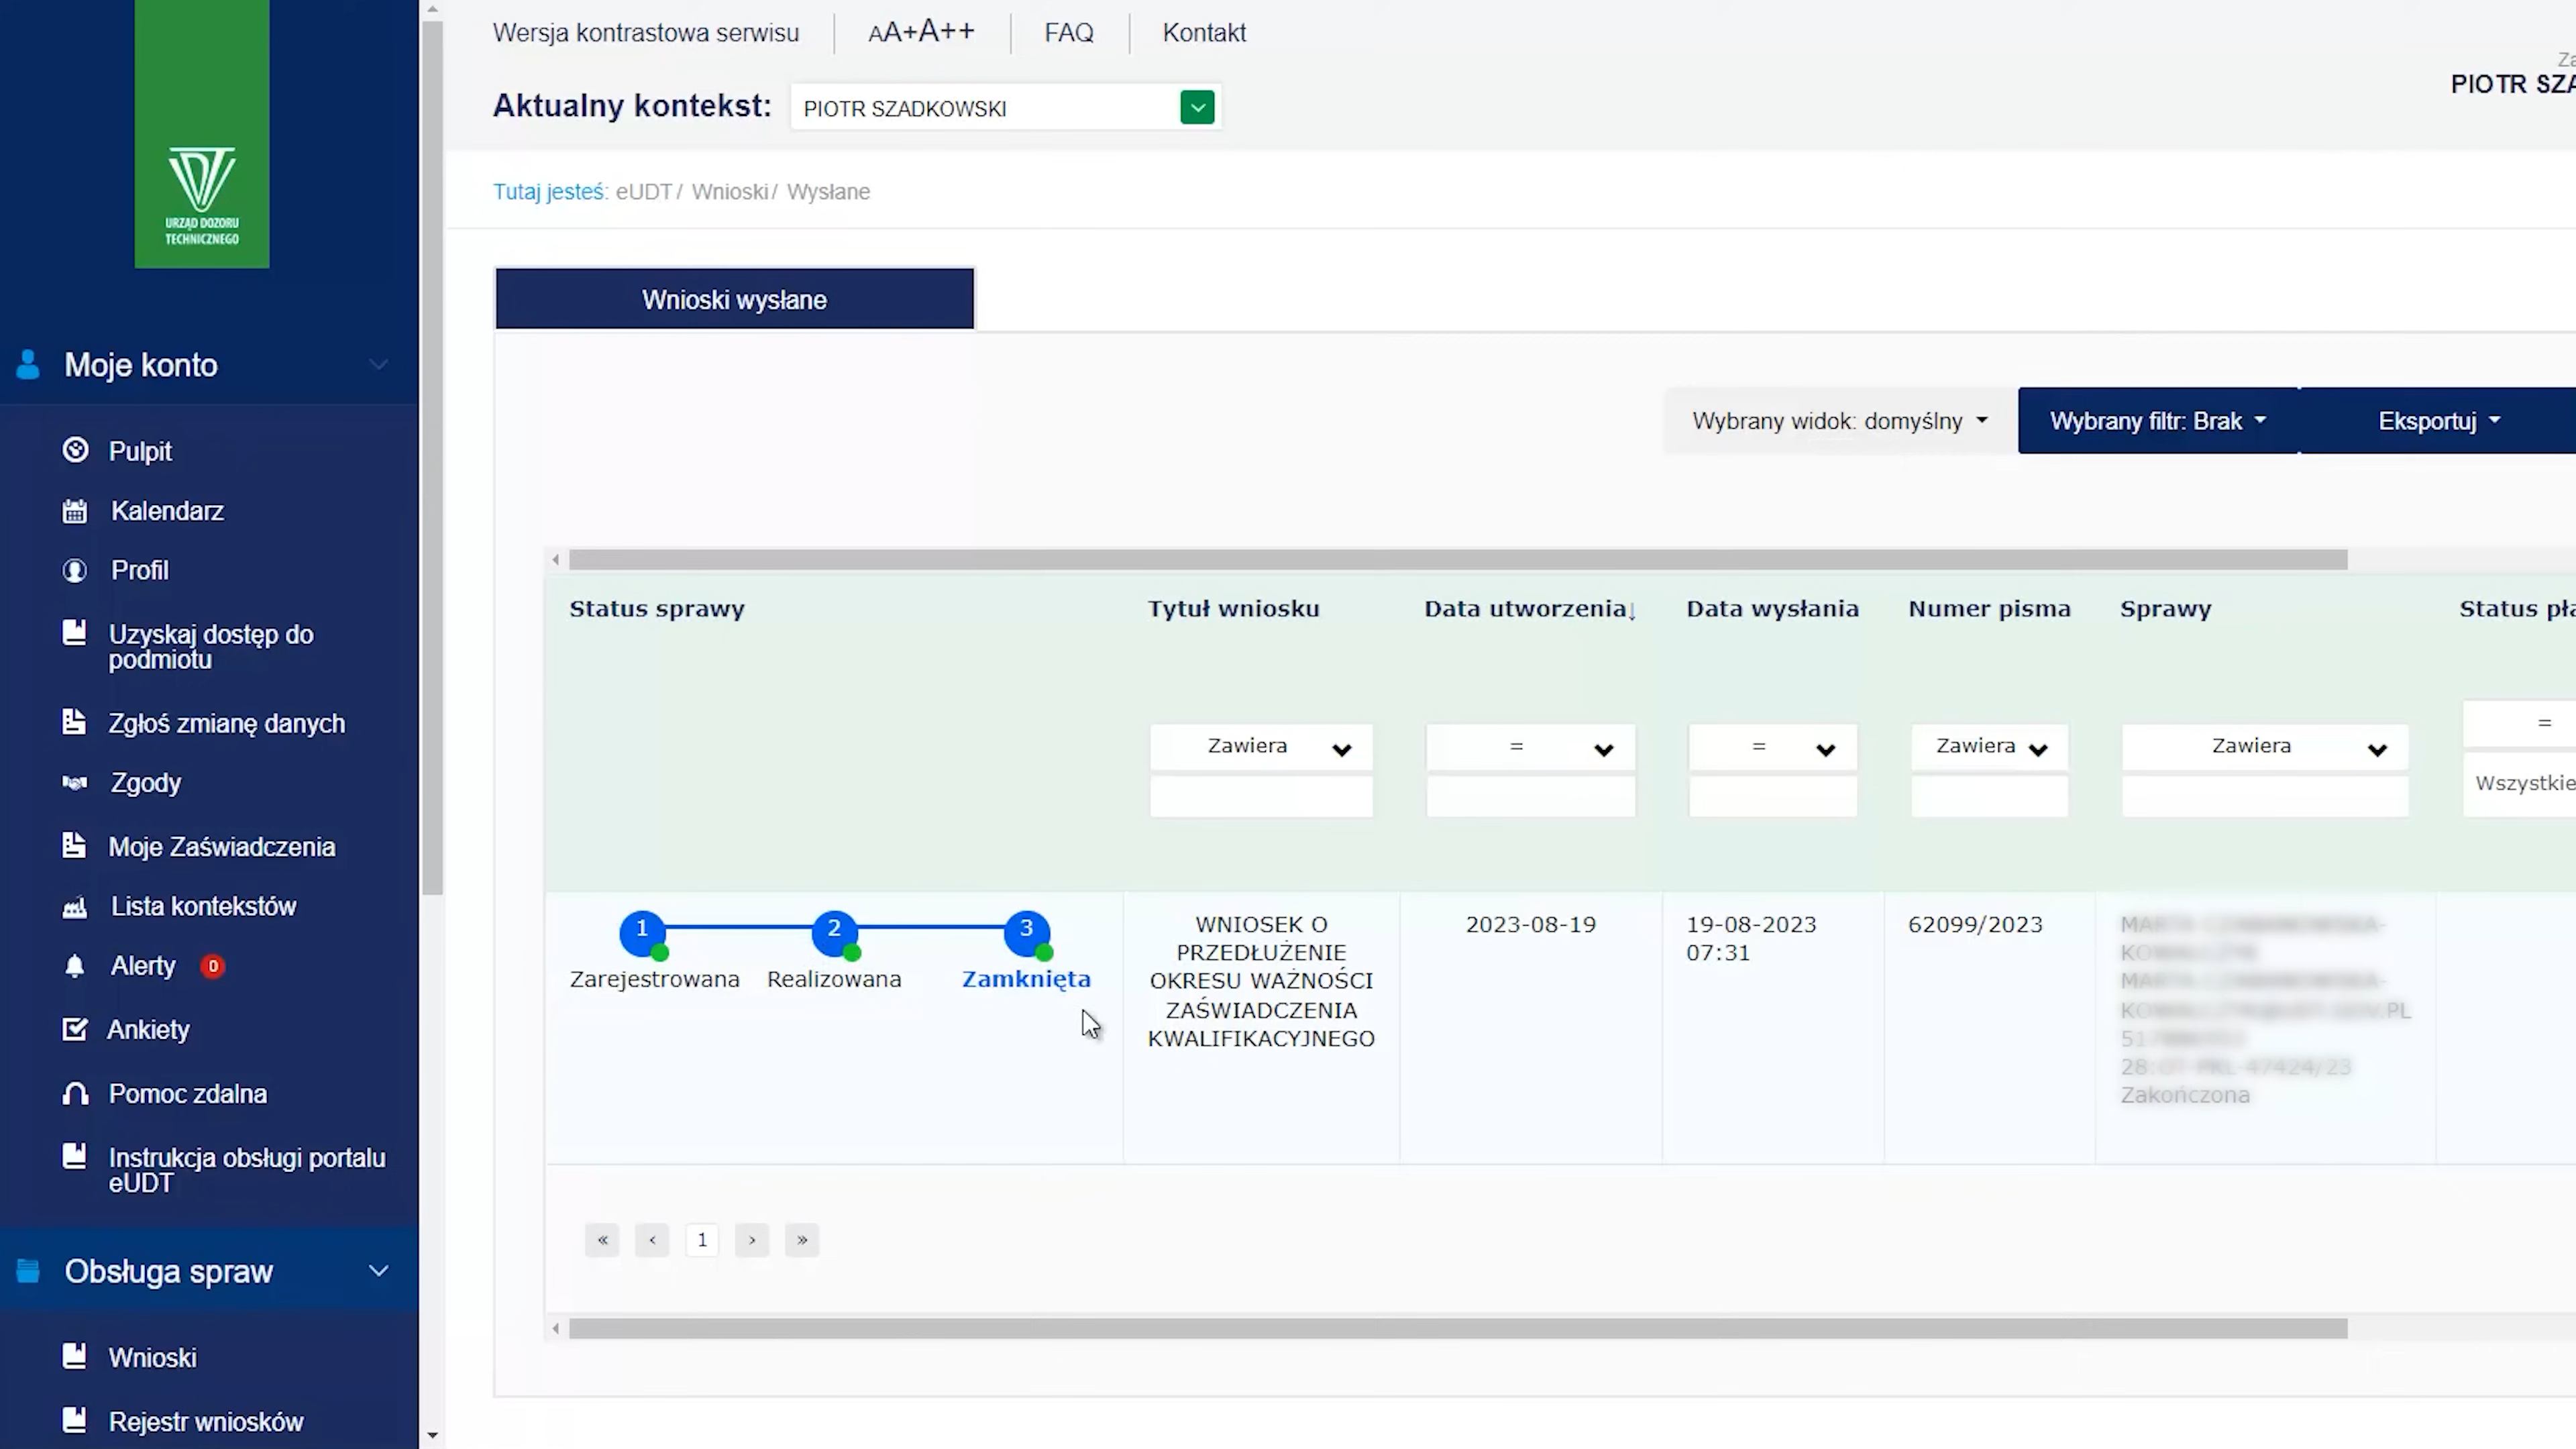 Wersja kontrastowa serwisu
AA+A++
FAQ
Kontakt
Aktualny kontekst:
PIOTR SZADKOWSKI
Za
PIOTR SZA
URZĄD DOZORU
TECHNICZNEGO
Tutaj jesteś: eUDT/ Wnioski/ Wysłane
Wnioski wysłane
Moje konto
Pulpit
Kalendarz
Profil
Uzyskaj dostęp do
podmiotu
Zgłoś zmianę danych
Zgody
Moje Zaświadczenia
Lista kontekstów
Alerty 0
Ankiety
Pomoc zdalna
Instrukcja obsługi portalu
eUDT
Obsługa spraw
Wnioski
Rejestr wniosków
Wybrany widok: domyślny
Wybrany filtr: Brak
Eksportuj
Status sprawy
Tytuł wniosku
Data utworzenia↓
Data wysłania
Numer pisma
Sprawy
Status pła
Zawiera
=
=
Zawiera
Zawiera
=
Wszystkie
1
2
3
Zarejestrowana
Realizowana
Zamknięta
WNIOSEK O
PRZEDŁUŻENIE
OKRESU WAŻNOŚCI
ZAŚWIADCZENIA
KWALIFIKACYJNEGO
2023-08-19
19-08-2023
07:31
62099/2023
Zakończona
« ‹ 1 › »